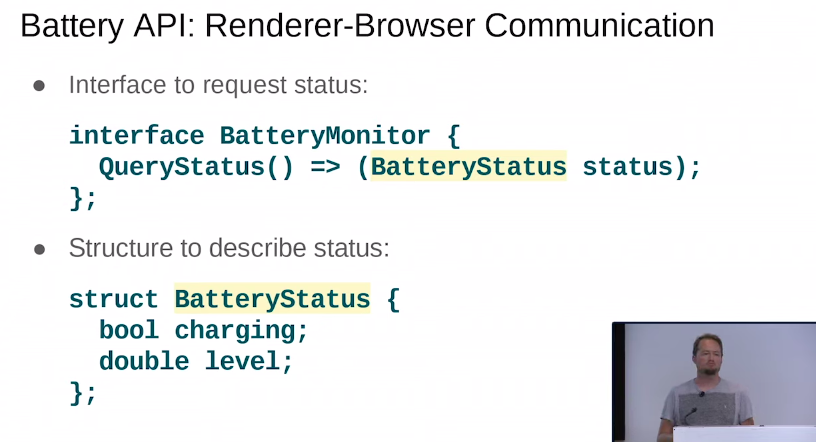 Battery API: Renderer-Browser Communication
● Interface to request status:
interface BatteryMonitor {
QueryStatus() => (BatteryStatus status);
};
● Structure to describe status:
struct BatteryStatus {
bool charging;
double level;
};